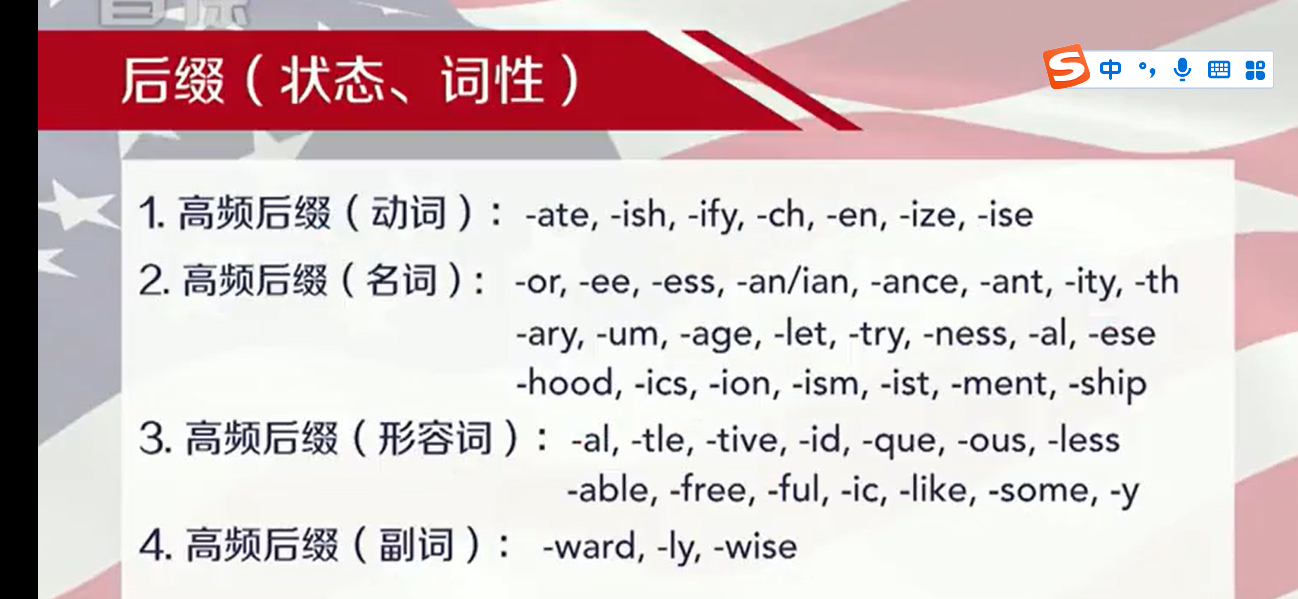 后缀（状态、词性）
中
1. 高频后缀（动词）： -ate, -ish, -ify, -ch, -en, -ize, -ise
2. 高频后缀（名词）： -or, -ee, -ess, -an/ian, -ance, -ant, -ity, -th
-ary, -um, -age, -let, -try, -ness, -al, -ese
-hood, -ics, -ion, -ism, -ist, -ment, -ship
3. 高频后缀（形容词）： -al, -tle, -tive, -id, -que, -ous, -less
-able, -free, -ful, -ic, -like, -some, -y
4. 高频后缀（副词）： -ward, -ly, -wise